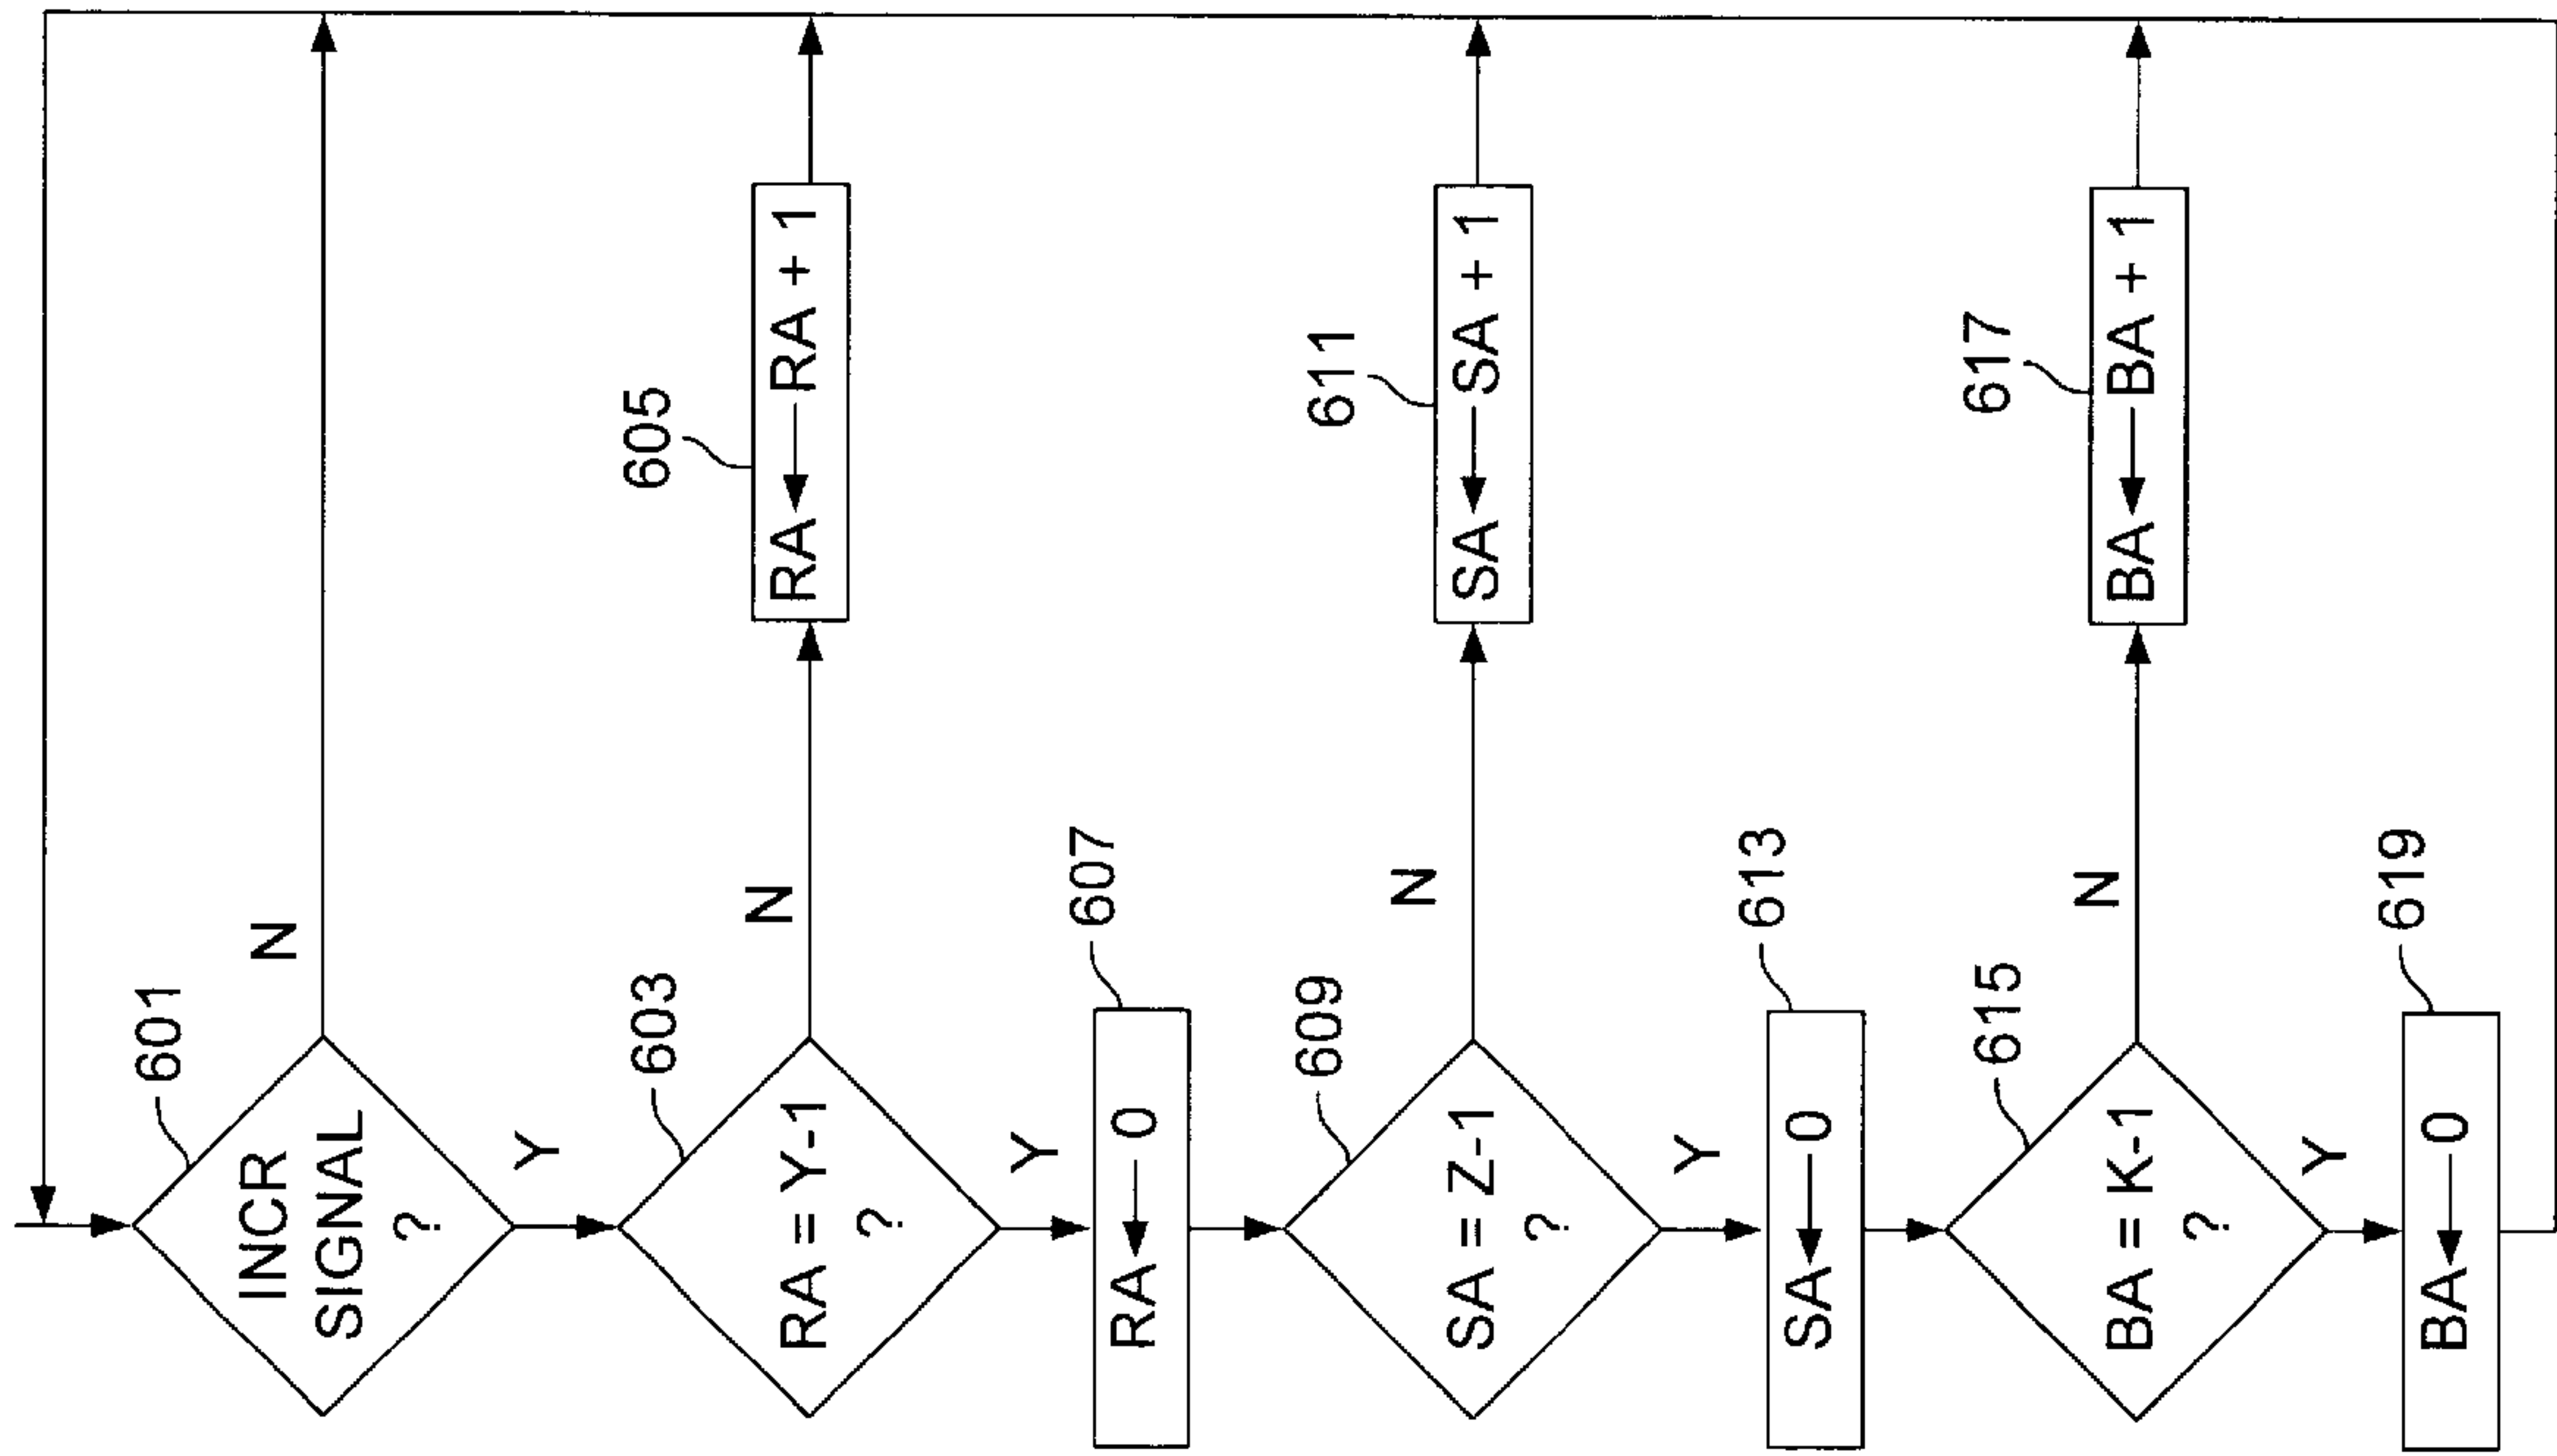 601
INCR
SIGNAL
?
N
Y
603
RA = Y-1
?
N
605
RA ← RA + 1
Y
607
RA ← 0
609
SA = Z-1
?
N
611
SA ← SA + 1
Y
613
SA ← 0
615
BA = K-1
?
N
617
BA ← BA + 1
Y
619
BA ← 0